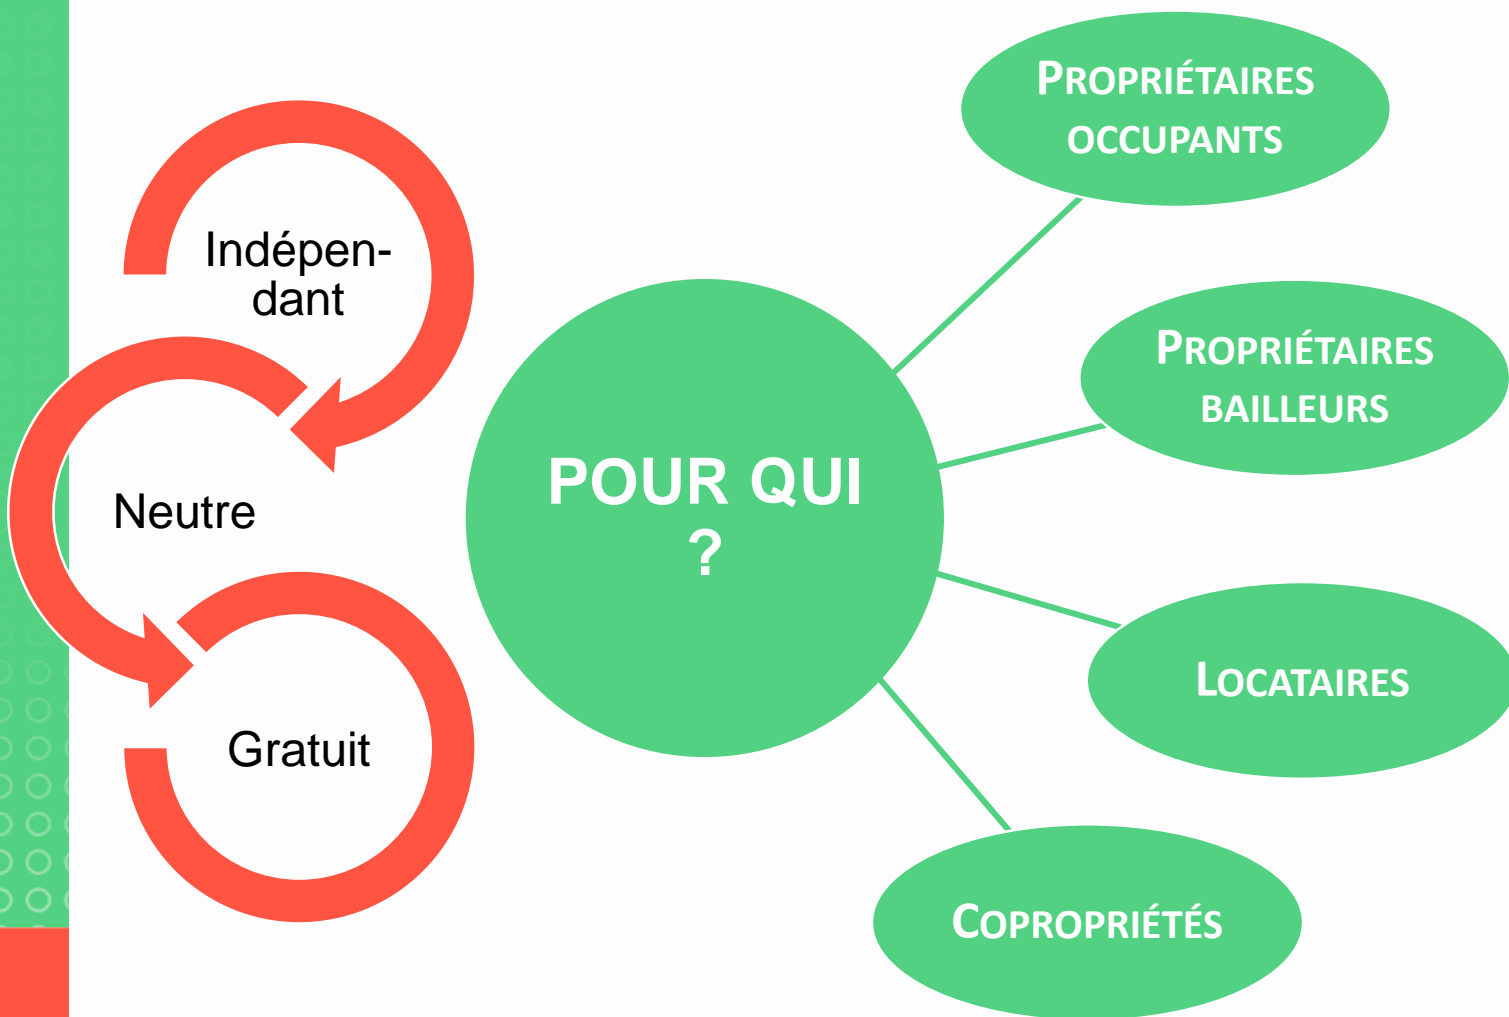 Indépen-
dant
Neutre
Gratuit
POUR QUI
?
PROPRIÉTAIRES
OCCUPANTS
PROPRIÉTAIRES
BAILLEURS
LOCATAIRES
COPROPRIÉTÉS